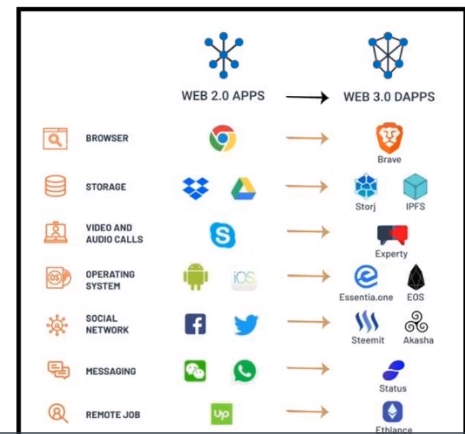 WEB 2.0 APPS
WEB 3.0 DAPPS
BROWSER
Brave
STORAGE
Storj
IPFS
VIDEO AND
AUDIO CALLS
S
Experty
OPERATING
SYSTEM
OS
iOS
Essentia.one
EOS
SOCIAL
NETWORK
f
Steemit
Akasha
MESSAGING
Status
REMOTE JOB
Up
Ethlance